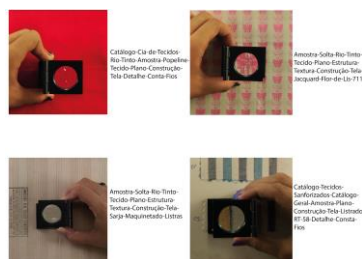 Catálogo-Cia-de-Tecidos-
Rio-Tinto-Amostra-Popeline-
Tecido-Plano-Construção-
Tela-Detalhe-Conta-Fios
Amostra-Solta-Rio-Tinto-
Tecido-Plano-Estrutura-
Textura-Construção-Tela-
Jacquard-Flor-de-Lis-711
Amostra-Solta-Rio-Tinto-
Tecido-Plano-Estrutura-
Textura-Construção-Tela-
Sarja-Maquinetado-Listras
Catálogo-Tecidos-
Sanforizados-Catálogo-
Geral-Amostra-Plano-
Construção-Tela-Listrado
RT-58-Detalhe-Consta-
Fios